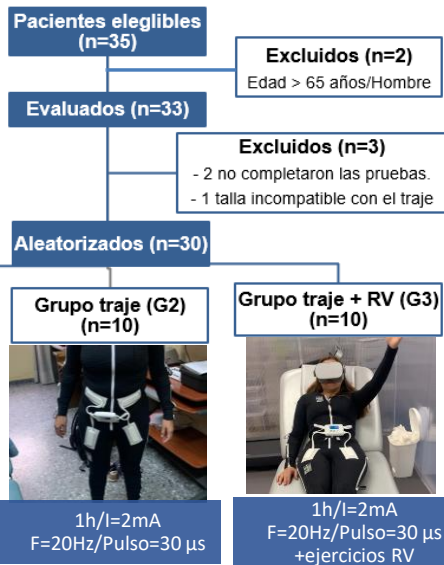 Pacientes eleglibles
(n=35)
Excluidos (n=2)
Edad > 65 años/Hombre
Evaluados (n=33)
Excluidos (n=3)
- 2 no completaron las pruebas.
- 1 talla incompatible con el traje
Aleatorizados (n=30)
Grupo traje (G2)
(n=10)
Grupo traje + RV (G3)
(n=10)
1h/I=2mA
F=20Hz/Pulso=30 µs
1h/I=2mA
F=20Hz/Pulso=30 µs
+ejercicios RV